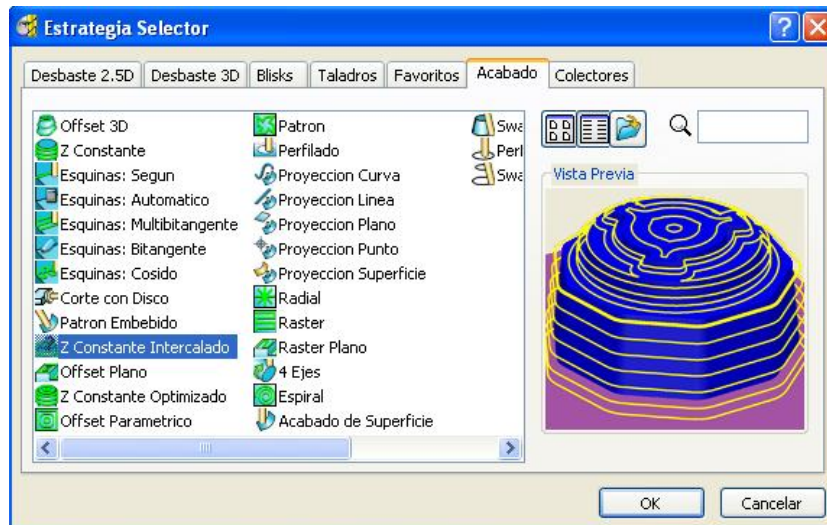 Estrategia Selector
Desbaste 2.5D Desbaste 3D Blisks Taladros Favoritos Acabado Colectores
Offset 3D
Z Constante
Esquinas: Segun
Esquinas: Automatico
Esquinas: Multibitangente
Esquinas: Bitangente
Esquinas: Cosido
Corte con Disco
Patron Embebido
Z Constante Intercalado
Offset Plano
Z Constante Optimizado
Offset Parametrico
Patron
Perfilado
Proyeccion Curva
Proyeccion Linea
Proyeccion Plano
Proyeccion Punto
Proyeccion Superficie
Radial
Raster
Raster Plano
4 Ejes
Espiral
Acabado de Superficie
Swa
Perl
Swa
Vista Previa
OK Cancelar